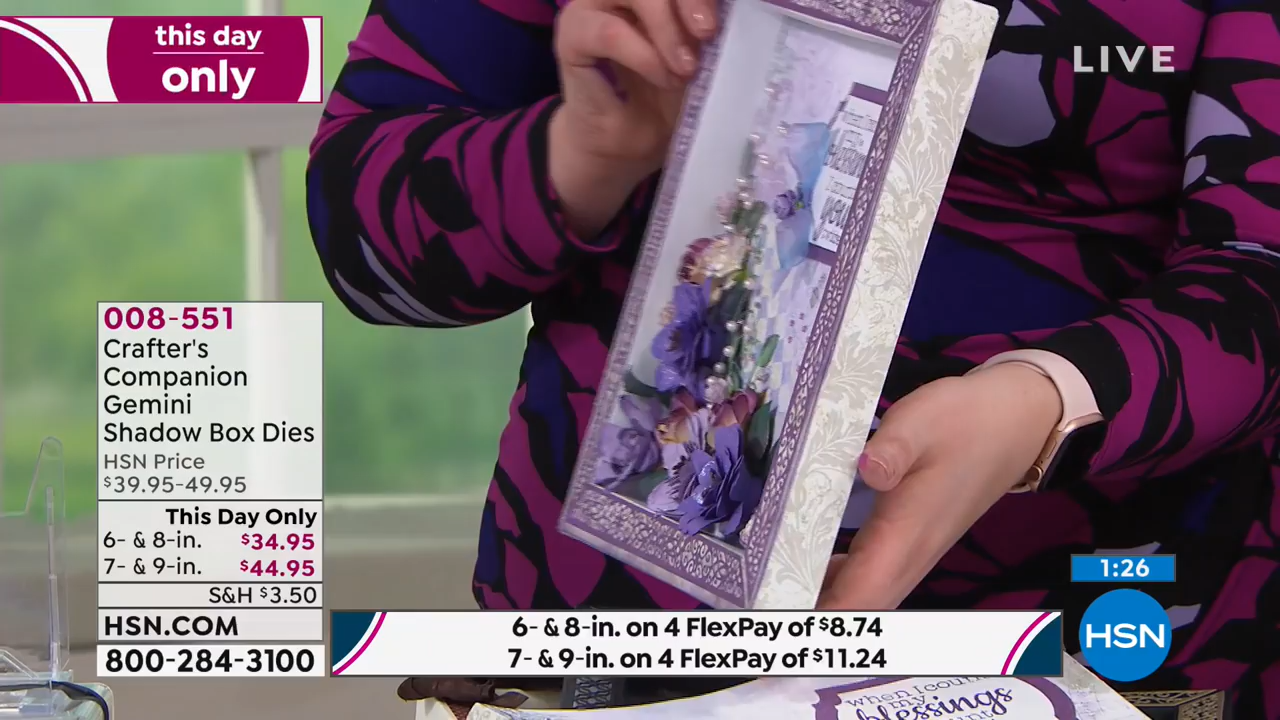 this day
only
LIVE
008-551
Crafter's
Companion
Gemini
Shadow Box Dies
HSN Price
$39.95-49.95
This Day Only
6- & 8-in. $34.95
7- & 9-in. $44.95
S&H $3.50
HSN.COM
800-284-3100
1:26
HSN
6- & 8-in. on 4 FlexPay of $8.74
7- & 9-in. on 4 FlexPay of $11.24
when I count
my
blessings